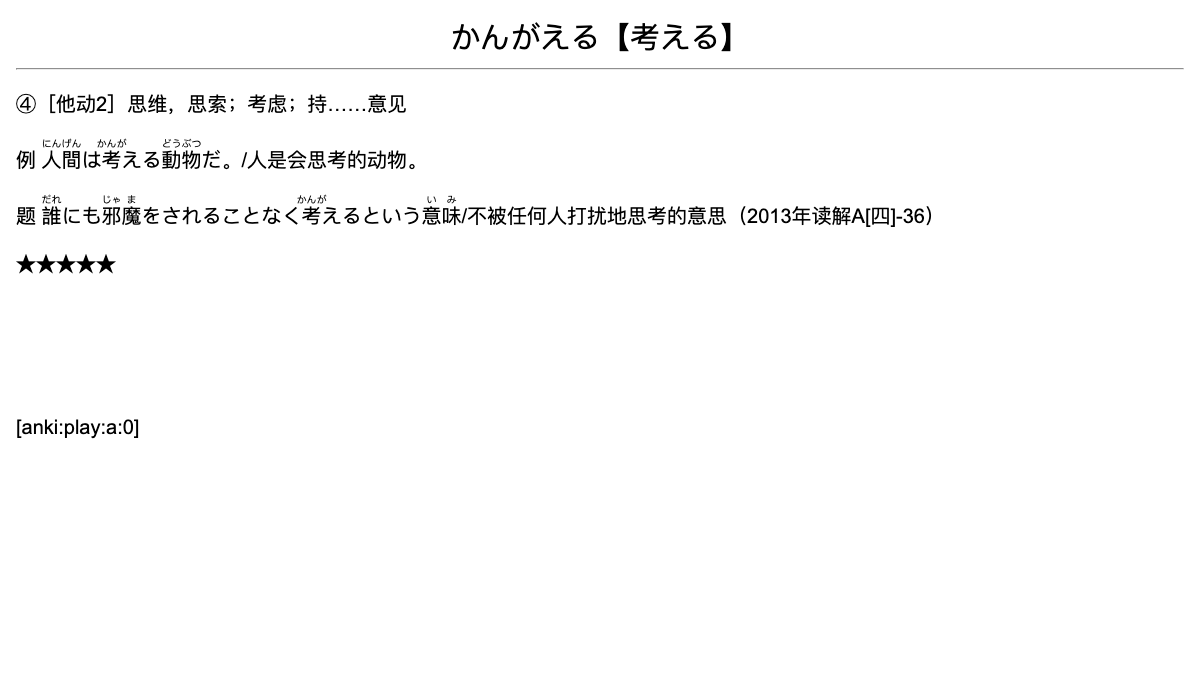 かんがえる【考える】
④［他动2］思维，思索；考虑；持……意见
にんげん かんが どうぶつ
例 人間は考える動物だ。/人是会思考的动物。
だれ じゃ ま かんが い み
题 誰にも邪魔をされることなく考えるという意味/不被任何人打扰地思考的意思（2013年读解A[四]-36）
★★★★★
[anki:play:a:0]